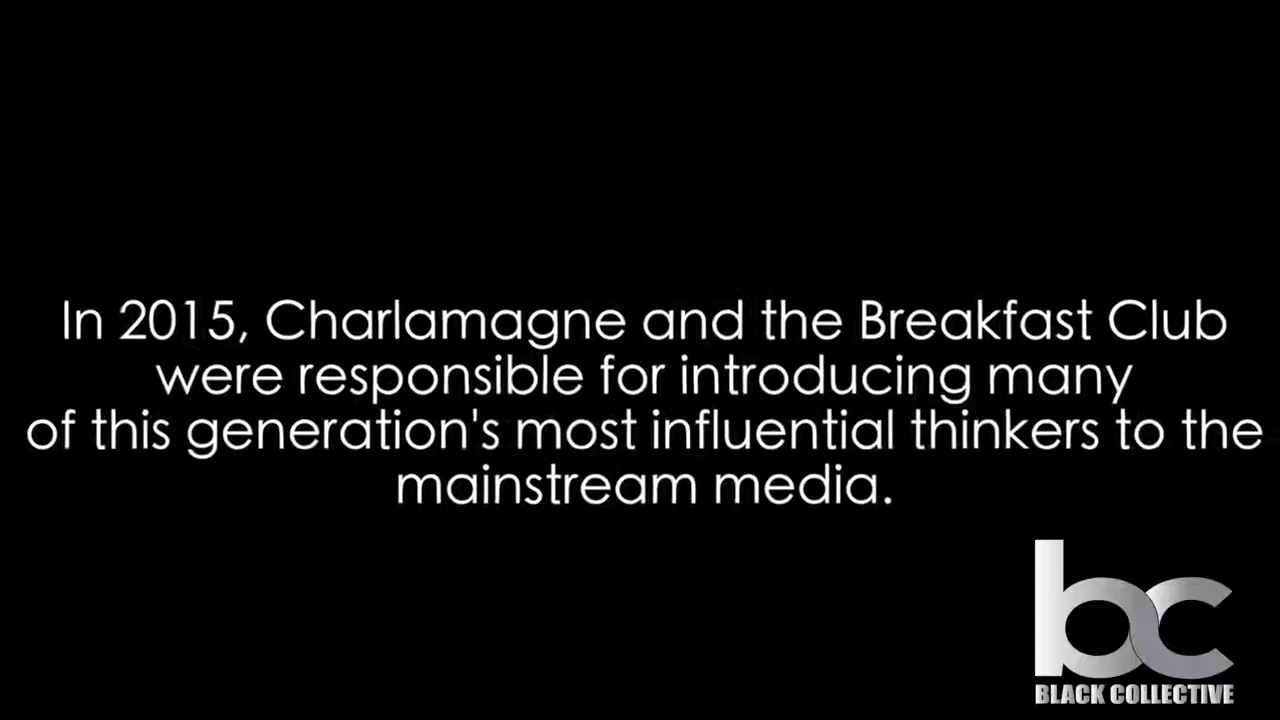 In 2015, Charlamagne and the Breakfast Club
were responsible for introducing many
of this generation's most influential thinkers to the
mainstream media.
bc
BLACK COLLECTIVE